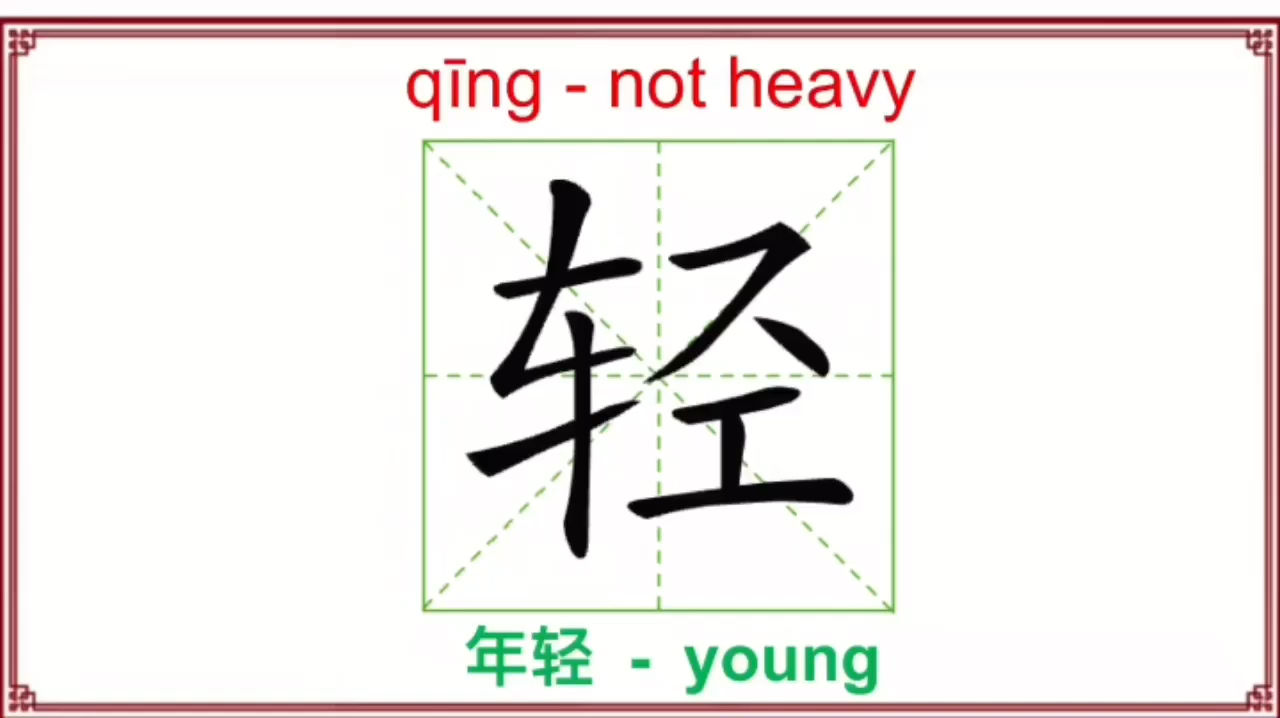 qīng - not heavy
轻
年轻 - young